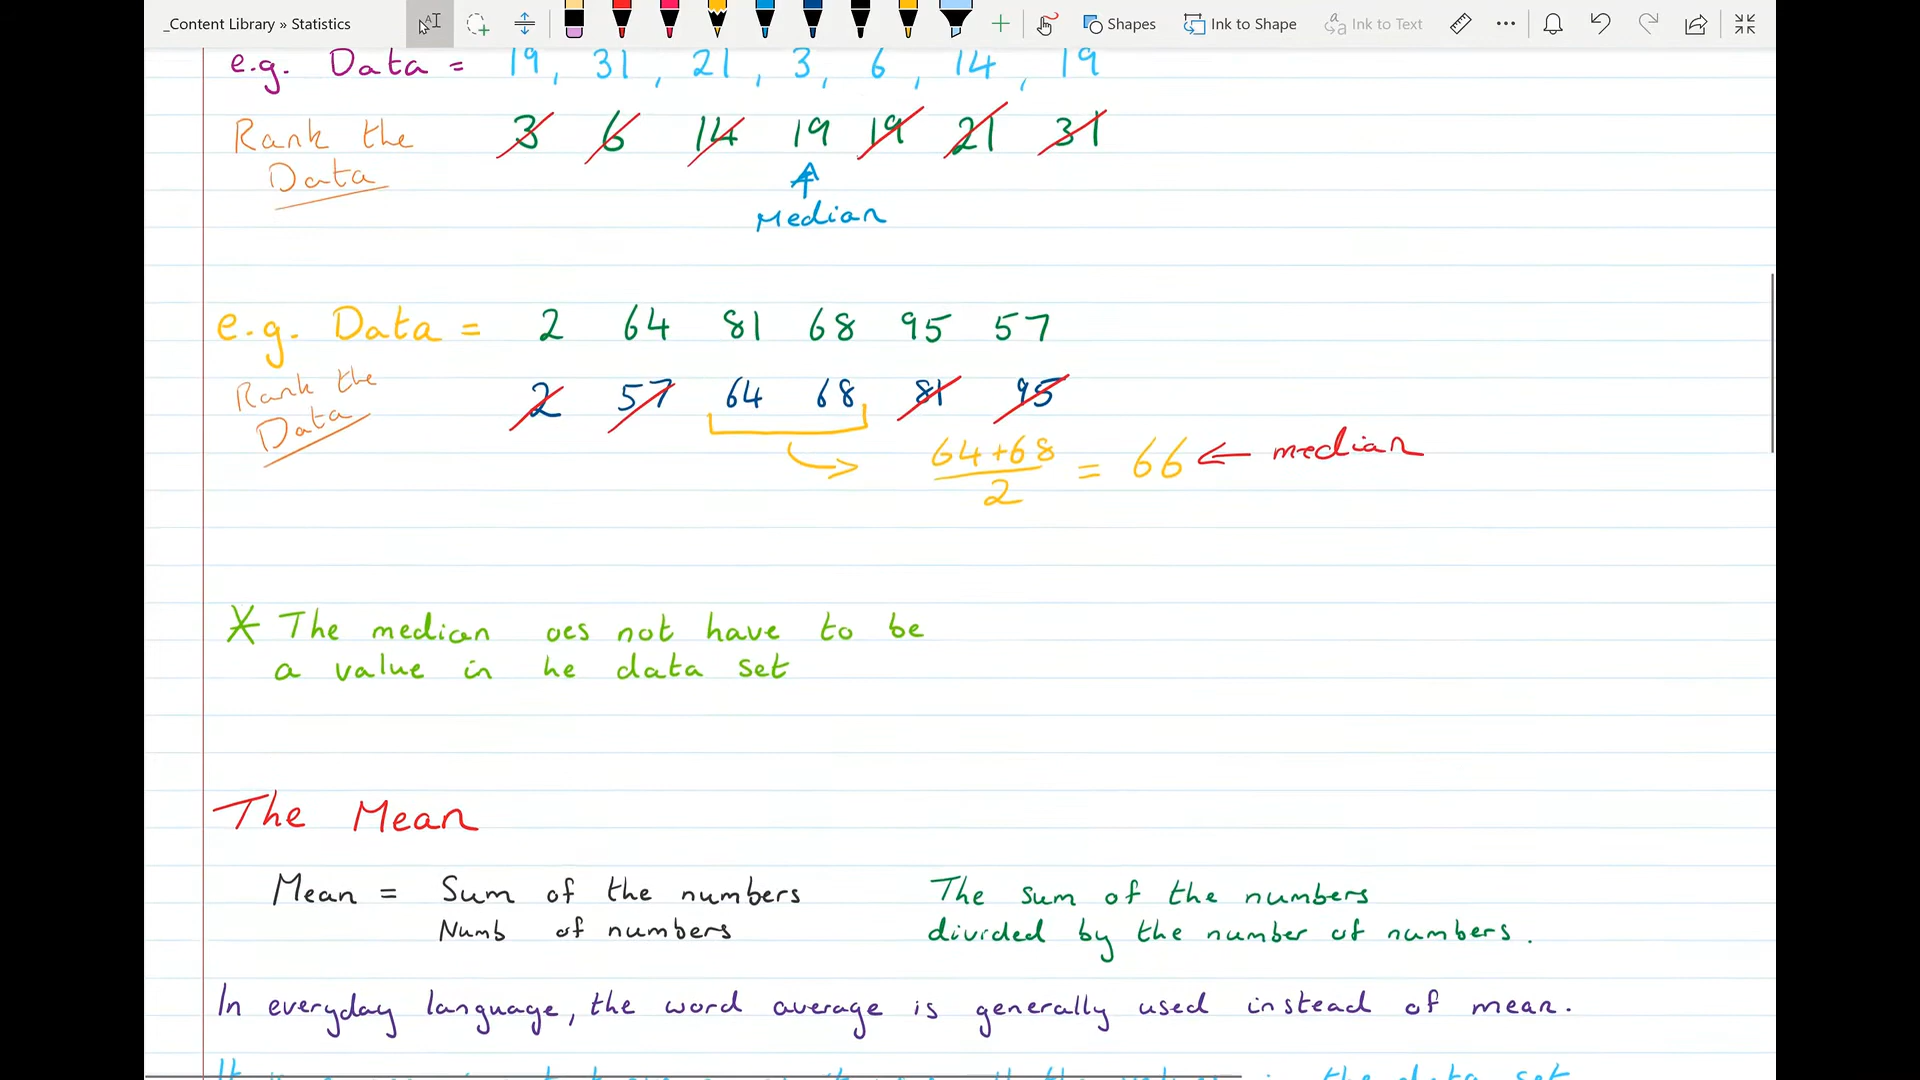 _Content Library » Statistics
Shapes
Ink to Shape
Ink to Text
e.g. Data = 19, 31, 21, 3, 6, 14, 19
Rank the 3 6 14 19 19 21 31
Data
Median
e.g. Data = 2 64 81 68 95 57
Rank the 2 57 64 68 81 95
Data
64+68
2
= 66 ← median
* The median oes not have to be
a value in he data set
The Mean
Mean = Sum of the numbers
Numb of numbers
The sum of the numbers
divided by the number of numbers.
In everyday language, the word average is generally used instead of mean.
the data set